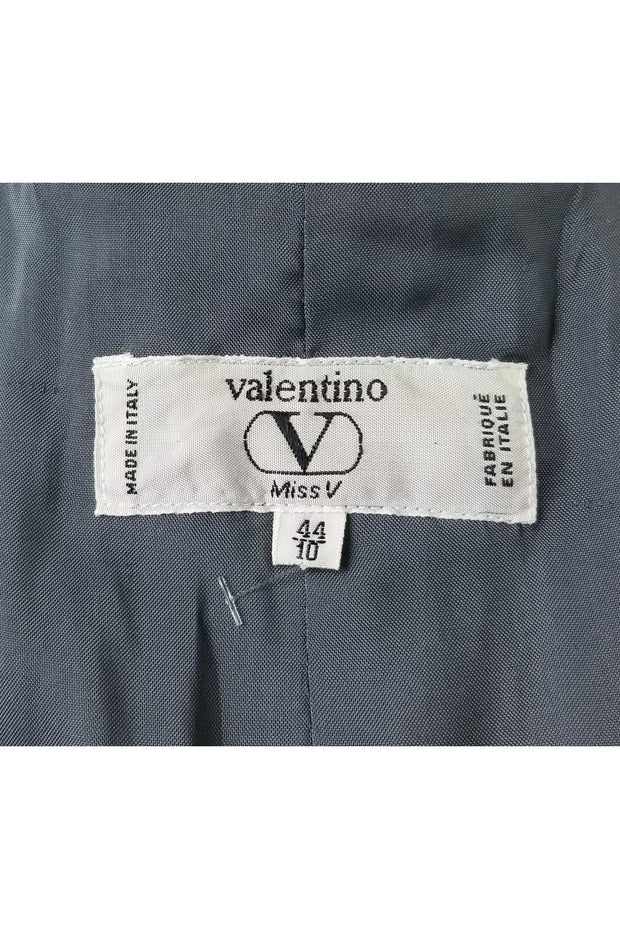 MADE IN ITALY
valentino
V
Miss V
FABRIQUÉ
EN ITALIE
44
10